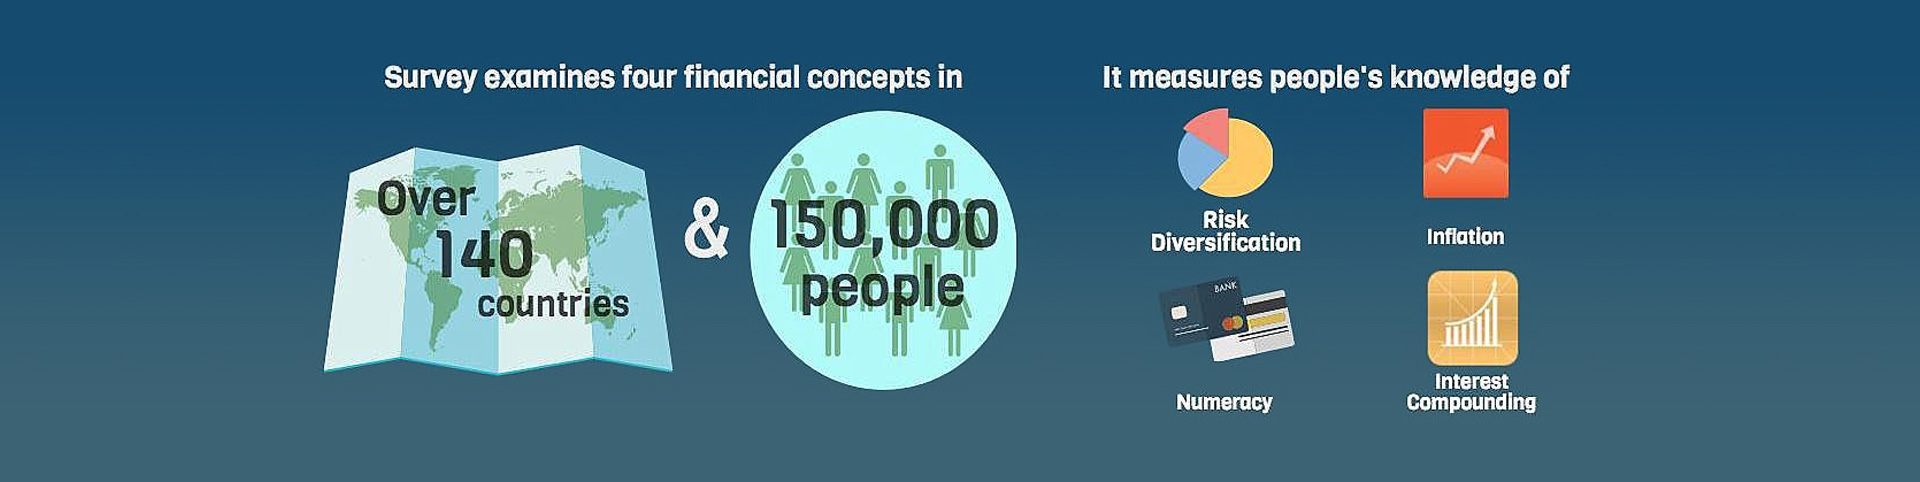 Survey examines four financial concepts in
Over
140
countries
&
150,000
people
It measures people's knowledge of
Risk
Diversification
Inflation
BANK
Numeracy
Interest
Compounding